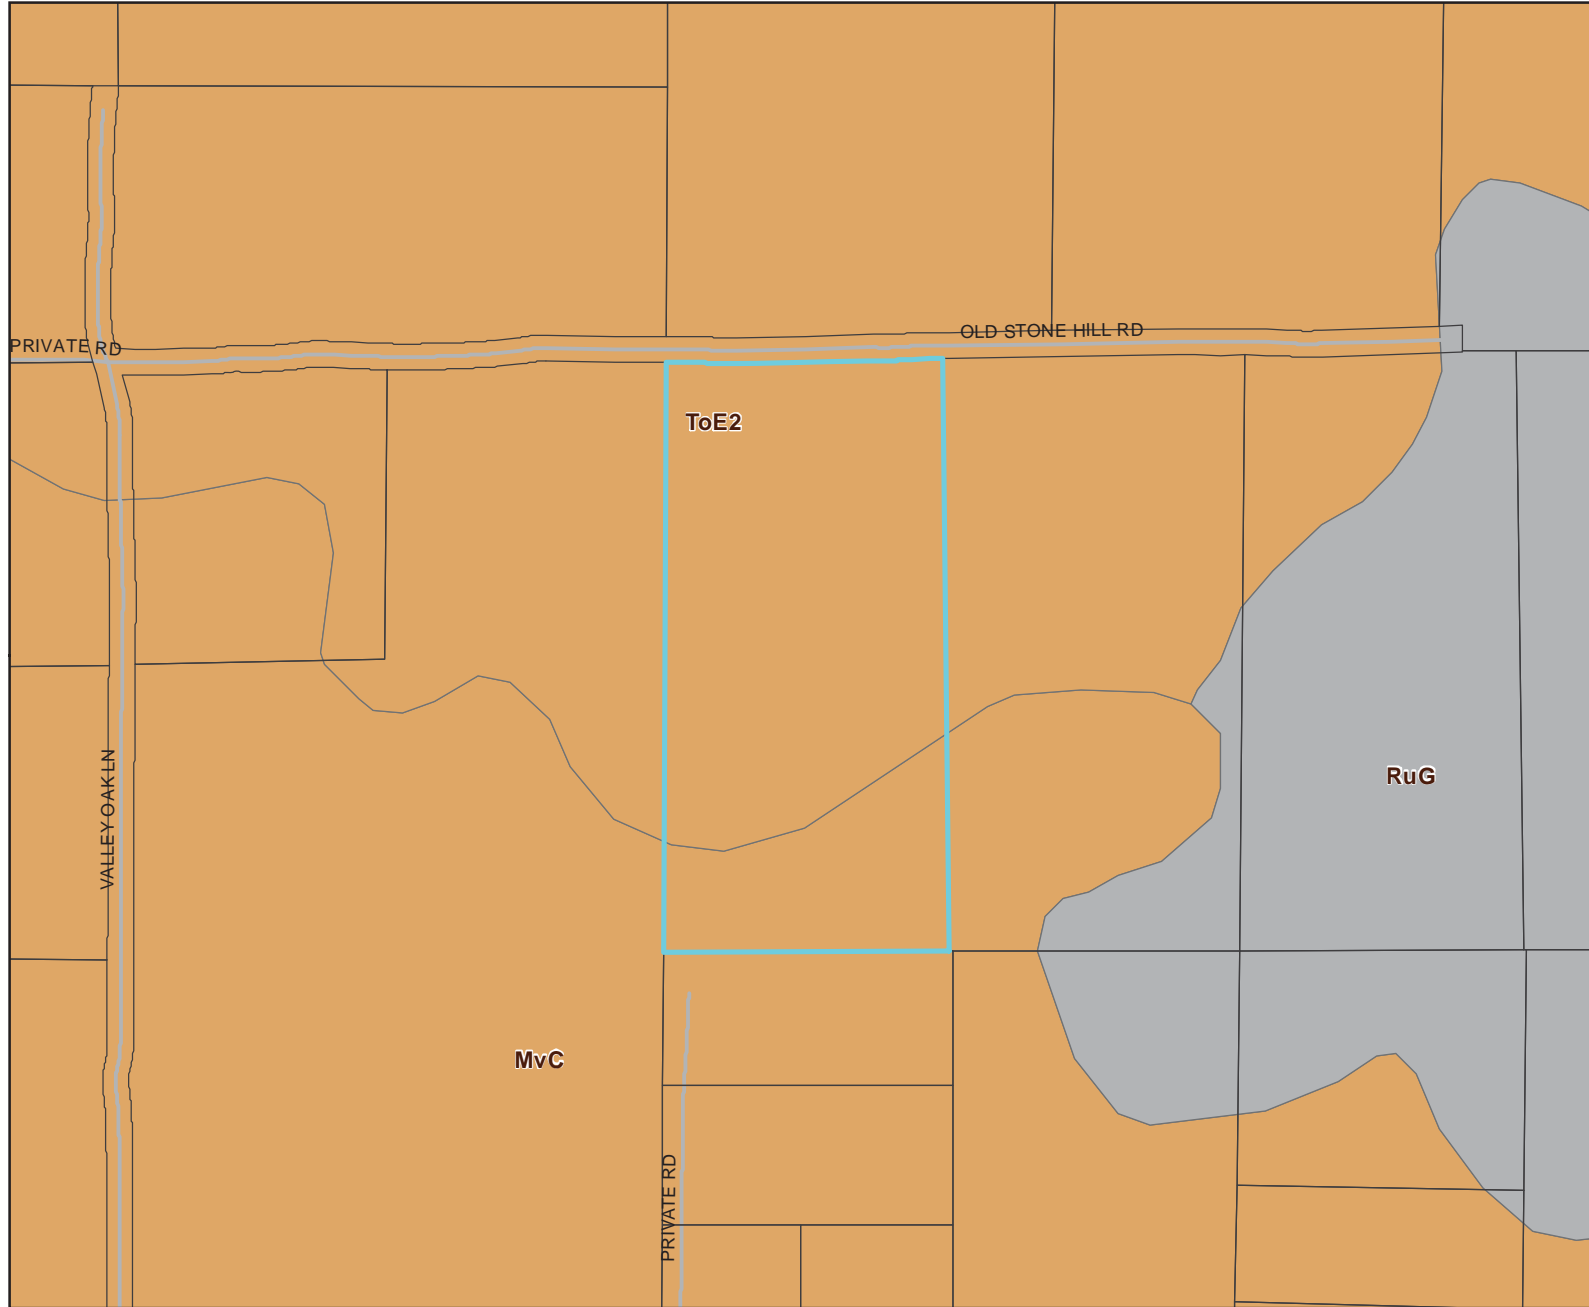 OLD STONE HILL RD
PRIVATE RD
ToE2
RuG
VALLEY OAK LN
MvC
PRIVATE RD